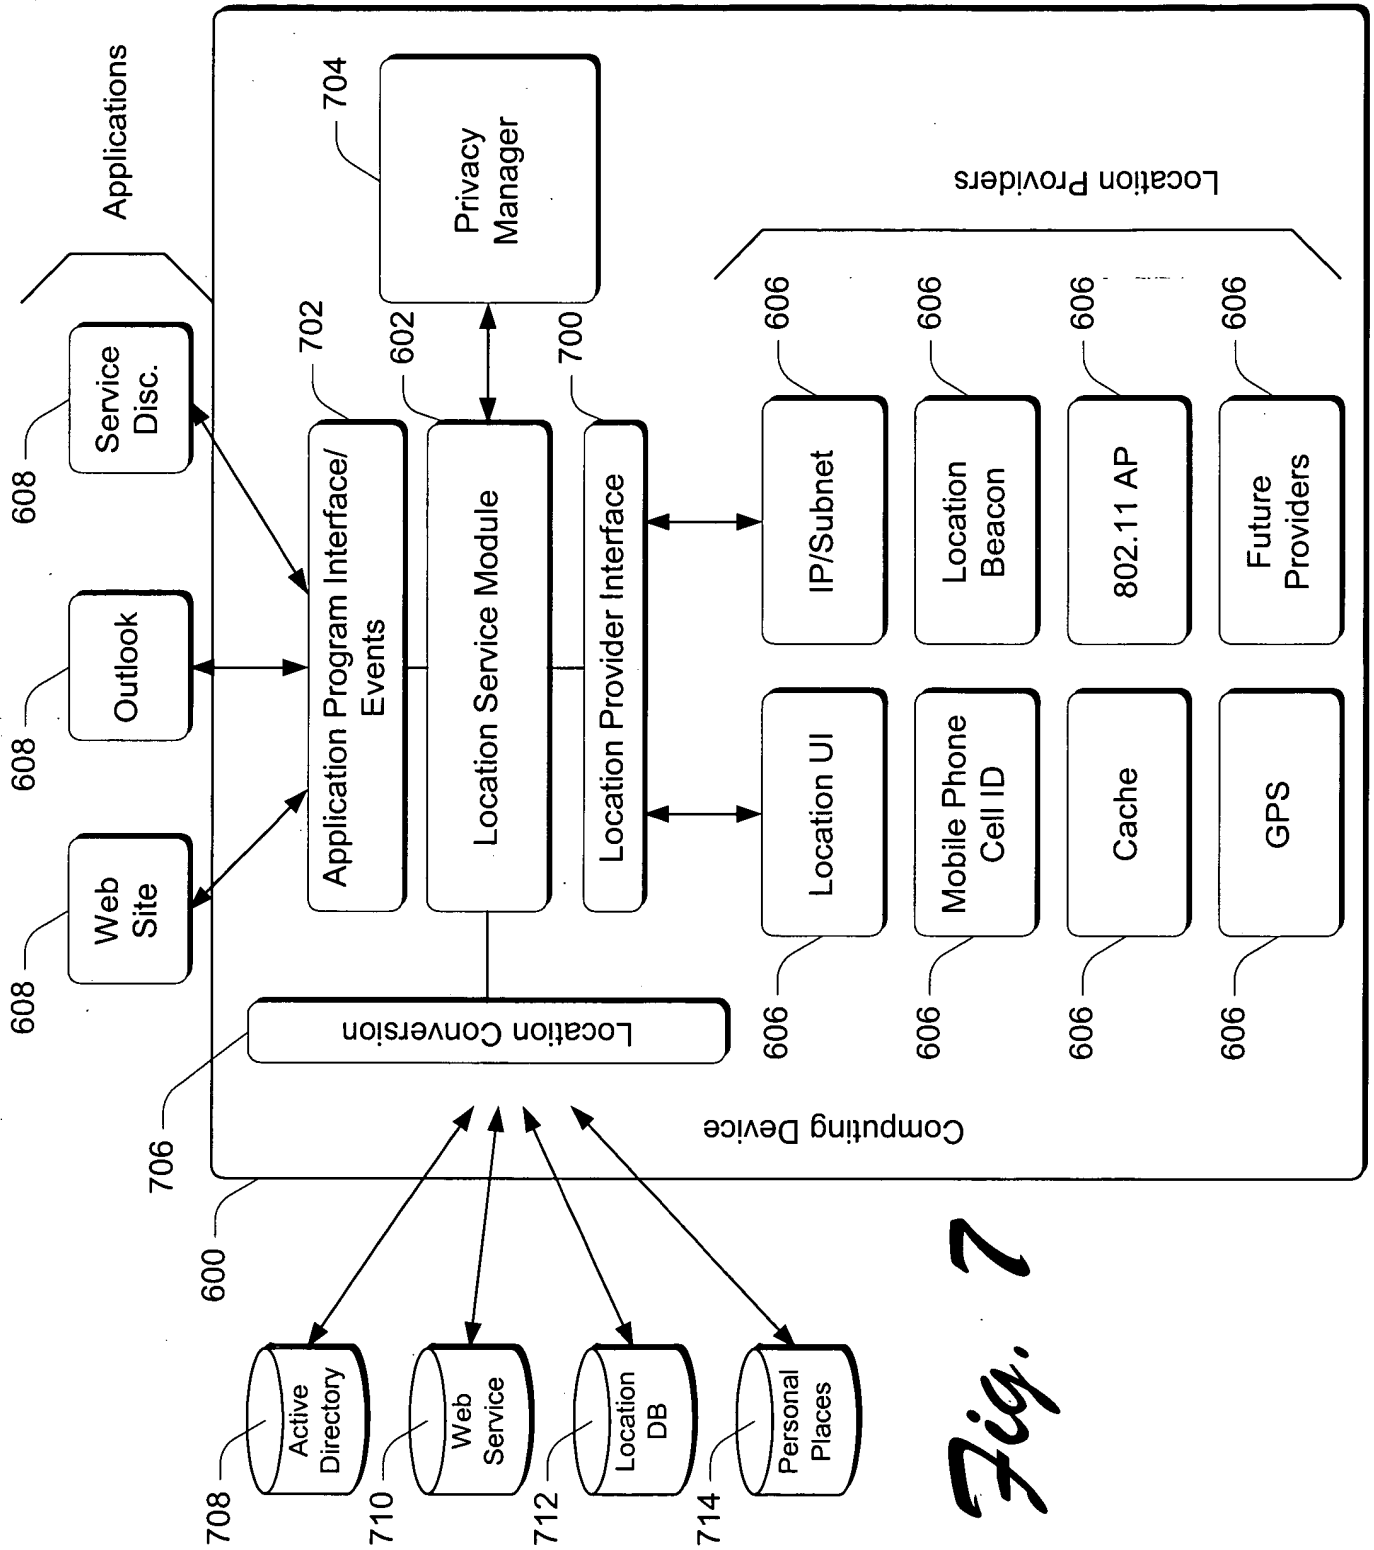 Applications
608
608
608
Web
Site
Outlook
Service
Disc.
706
702
704
Application Program Interface/
Events
Privacy
Manager
602
Location Service Module
700
Location Provider Interface
Location Conversion
600
Computing Device
708
Active
Directory
710
Web
Service
712
Location
DB
714
Personal
Places
Location Providers
606
Location UI
606
IP/Subnet
606
Mobile Phone
Cell ID
606
Location
Beacon
606
Cache
606
802.11 AP
606
GPS
606
Future
Providers
Fig. 7